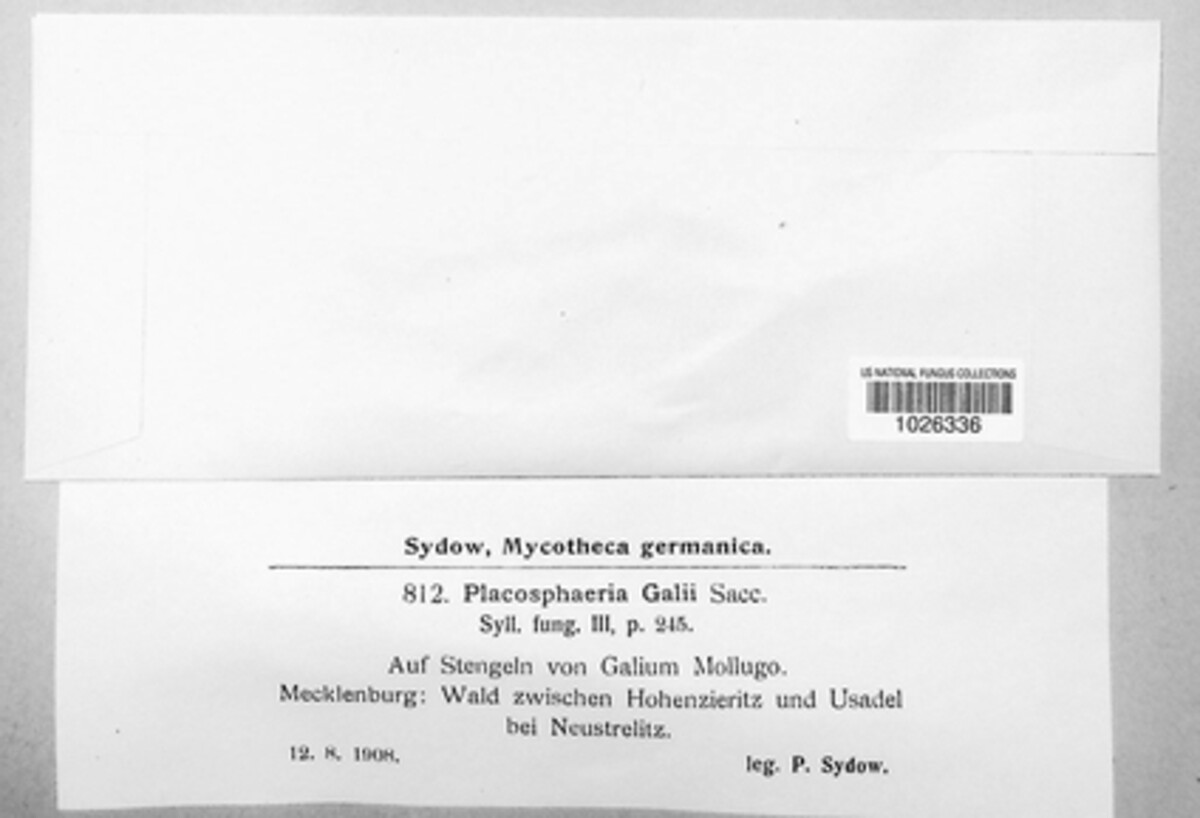 US NATIONAL FUNGUS COLLECTIONS
1026336
Sydow, Mycotheca germanica.
812. Placosphaeria Galii Sacc.
Syll. fung. III, p. 245.
Auf Stengeln von Galium Mollugo.
Mecklenburg: Wald zwischen Hohenzieritz und Usadel
bei Neustrelitz.
12. 8. 1908.
leg. P. Sydow.